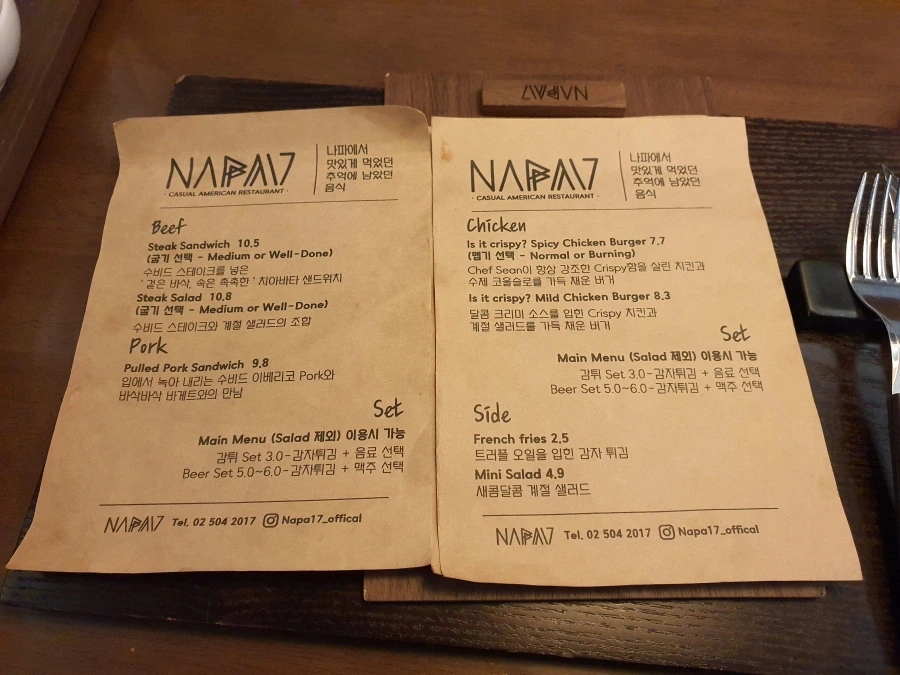 NAPA17
NAPA17
· CASUAL AMERICAN RESTAURANT ·
나파에서
맛있게 먹었던
추억에 남았던
음식
Beef
Steak Sandwich 10,5
(굽기 선택 - Medium or Well-Done)
수비드 스테이크를 넣은
' 겉은 바삭, 속은 촉촉한 ' 치아바타 샌드위치
Steak Salad 10,8
(굽기 선택 - Medium or Well-Done)
수비드 스테이크와 계절 샐러드의 조합
Pork
Pulled Pork Sandwich 9,8
입에서 녹아 내리는 수비드 이베리코 Pork와
바삭바삭 바게트와의 만남
Set
Main Menu (Salad 제외) 이용시 가능
감튀 Set 3.0-감자튀김 + 음료 선택
Beer Set 5.0~6.0-감자튀김 + 맥주 선택
NAPA17 Tel. 02 504 2017 Napa17_offical
NAPA17
· CASUAL AMERICAN RESTAURANT ·
나파에서
맛있게 먹었던
추억에 남았던
음식
Chicken
Is it crispy? Spicy Chicken Burger 7,7
(맵기 선택 - Normal or Burning)
Chef Sean이 항상 강조한 Crispy함을 살린 치킨과
수제 코울슬로를 가득 채운 버거
Is it crispy? Mild Chicken Burger 8.3
달콤 크리미 소스를 입힌 Crispy 치킨과
계절 샐러드를 가득 채운 버거
Set
Main Menu (Salad 제외) 이용시 가능
감튀 Set 3.0-감자튀김 + 음료 선택
Beer Set 5.0~6.0-감자튀김 + 맥주 선택
Side
French fries 2,5
트러플 오일을 입힌 감자 튀김
Mini Salad 4,9
새콤달콤 계절 샐러드
NAPA17 Tel. 02 504 2017 Napa17_offical